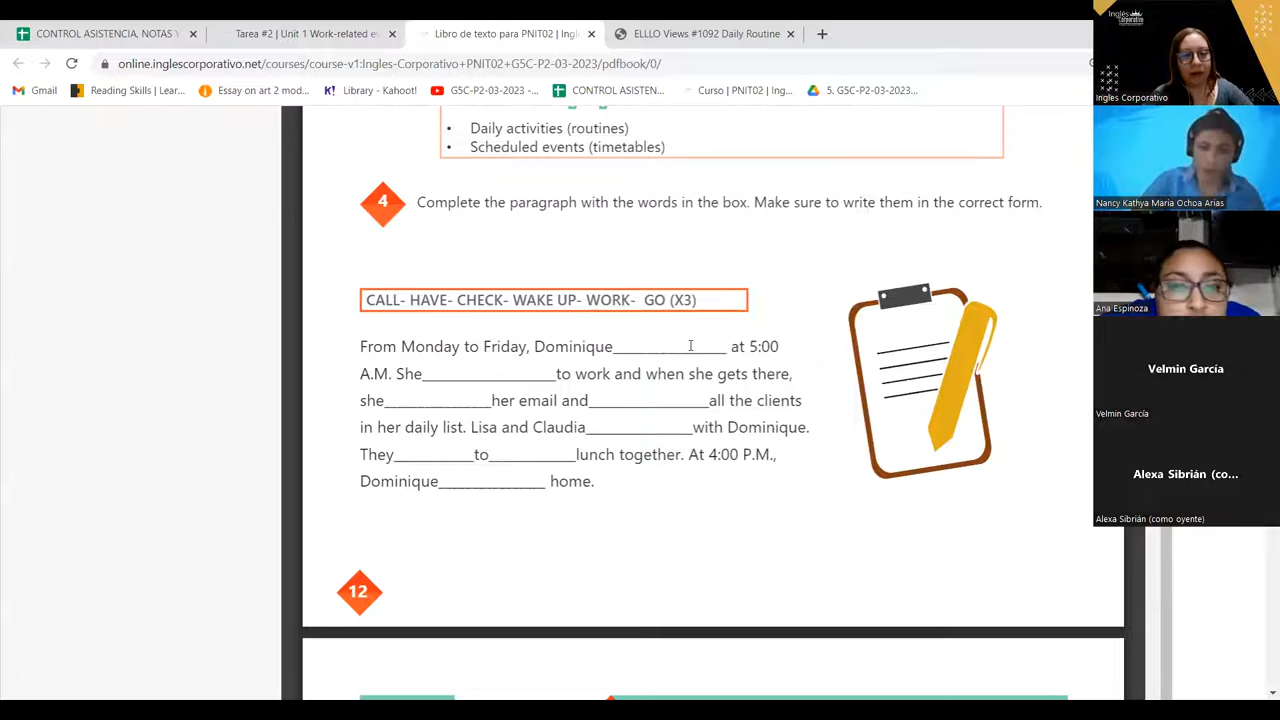 CONTROL ASISTENCIA, NOTAS Y
Tarea #2 | Unit 1 Work-related e
Libro de texto para PNIT02 | Ingl
ELLLO Views #1092 Daily Routine
online.inglescorporativo.net/courses/course-v1:Ingles-Corporativo+PNIT02+G5C-P2-03-2023/pdfbook/0/
Gmail
Reading Skills | Lear...
Essay on art 2 mod...
Library - Kahoot!
G5C-P2-03-2023 -...
CONTROL ASISTEN...
Curso | PNIT02 | Ing...
5. G5C-P2-03-2023...
• Daily activities (routines)
• Scheduled events (timetables)
4 Complete the paragraph with the words in the box. Make sure to write them in the correct form.
CALL- HAVE- CHECK- WAKE UP- WORK- GO (X3)
From Monday to Friday, Dominique______________ at 5:00
A.M. She________________to work and when she gets there,
she_____________her email and______________all the clients
in her daily list. Lisa and Claudia_____________with Dominique.
They__________to___________lunch together. At 4:00 P.M.,
Dominique_____________ home.
12
Inglés
Corporativo
Ingles Corporativo
Nancy Kathya Maria Ochoa Arias
Ana Espinoza
Velmin García
Velmin García
Alexa Sibrián (co...
Alexa Sibrián (como oyente)